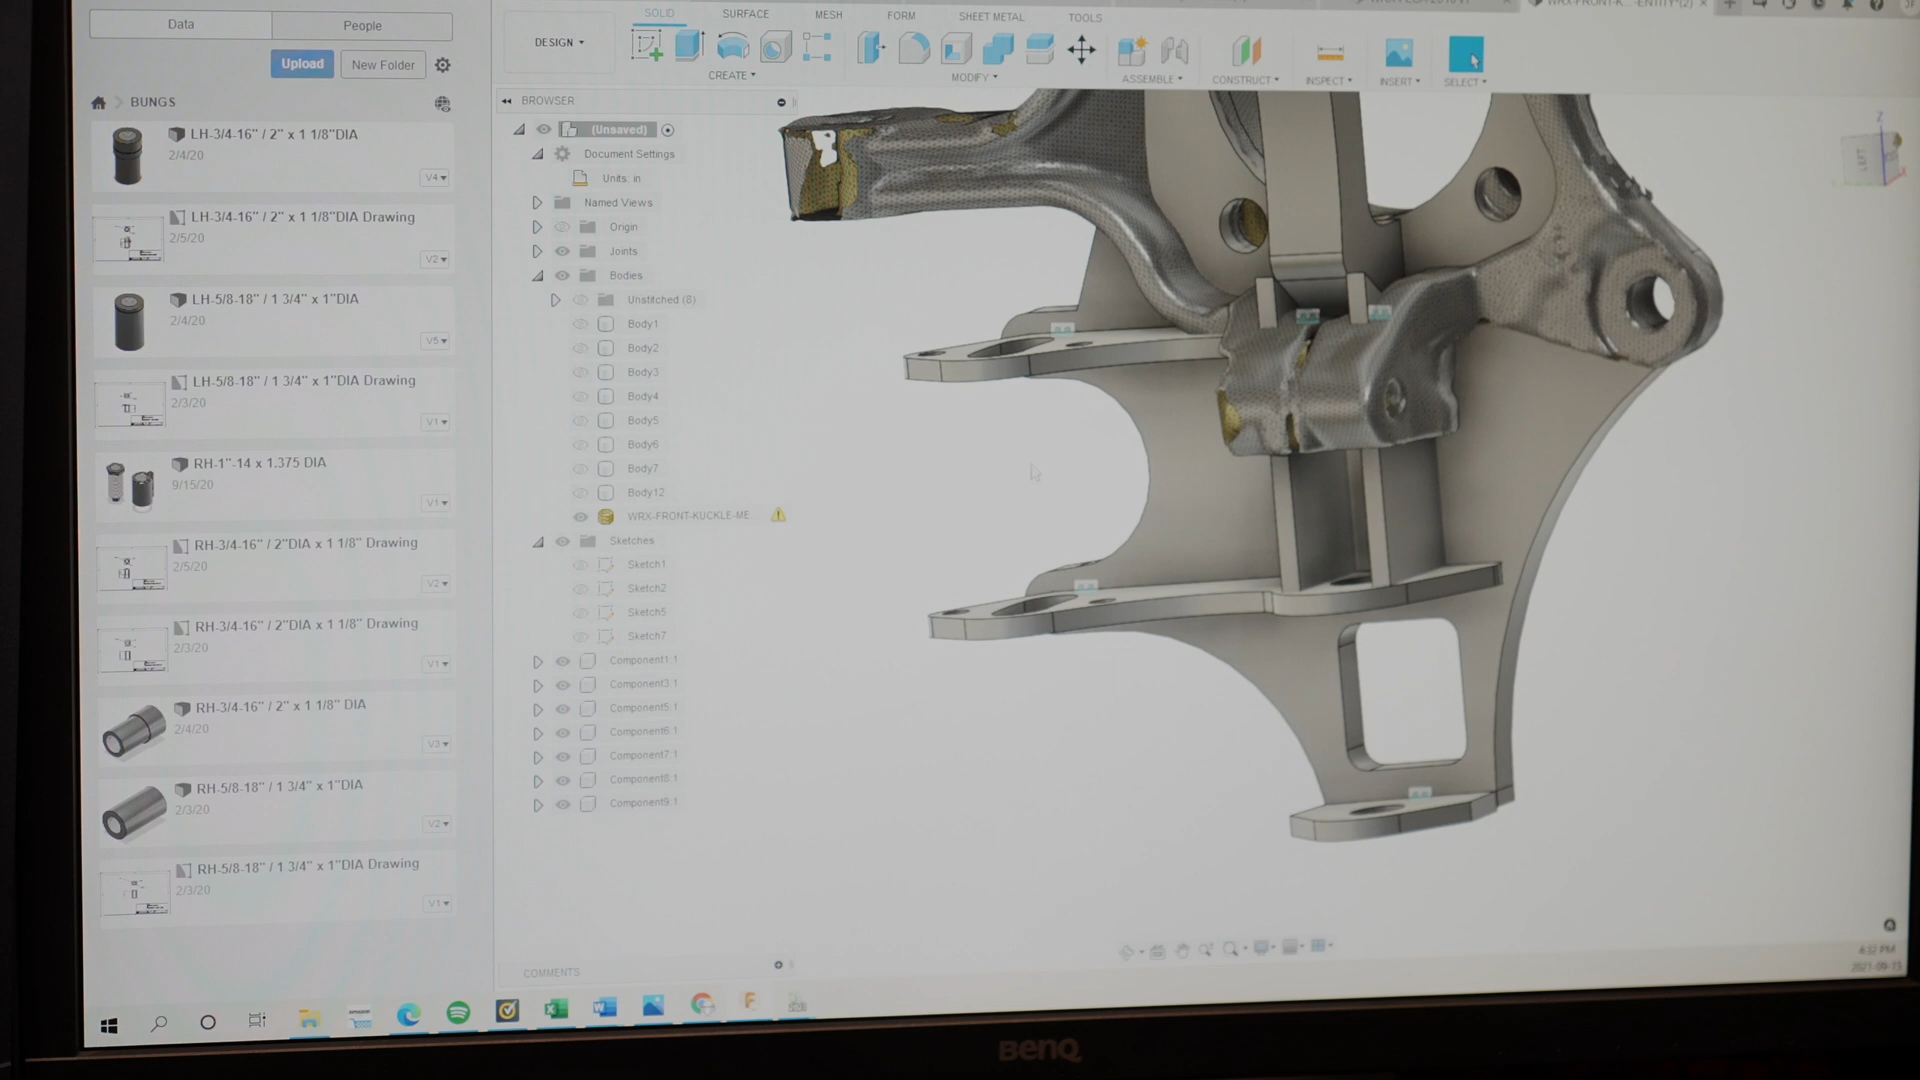 Data
People
Upload
New Folder
BUNGS
LH-3/4-16" / 2" x 1 1/8"DIA
2/4/20
V4
LH-3/4-16" / 2" x 1 1/8"DIA Drawing
2/5/20
V2
LH-5/8-18" / 1 3/4" x 1"DIA
2/4/20
V5
LH-5/8-18" / 1 3/4" x 1"DIA Drawing
2/3/20
V1
RH-1"-14 x 1.375 DIA
9/15/20
V1
RH-3/4-16" / 2"DIA x 1 1/8" Drawing
2/5/20
V2
RH-3/4-16" / 2"DIA x 1 1/8" Drawing
2/3/20
V1
RH-3/4-16" / 2" x 1 1/8" DIA
2/4/20
V3
RH-5/8-18" / 1 3/4" x 1"DIA
2/3/20
V2
RH-5/8-18" / 1 3/4" x 1"DIA Drawing
2/3/20
V1
DESIGN
SOLID
SURFACE
MESH
FORM
SHEET METAL
TOOLS
CREATE
MODIFY
ASSEMBLE
CONSTRUCT
INSPECT
INSERT
SELECT
BROWSER
(Unsaved)
Document Settings
Units: in
Named Views
Origin
Joints
Bodies
Unstitched (8)
Body1
Body2
Body3
Body4
Body5
Body6
Body7
Body12
WRX-FRONT-KUCKLE-ME...
Sketches
Sketch1
Sketch2
Sketch5
Sketch7
Component1:1
Component3:1
Component5:1
Component6:1
Component7:1
Component8:1
Component9:1
COMMENTS
Z
LEFT
4:32 PM
2021-09-15
BenQ